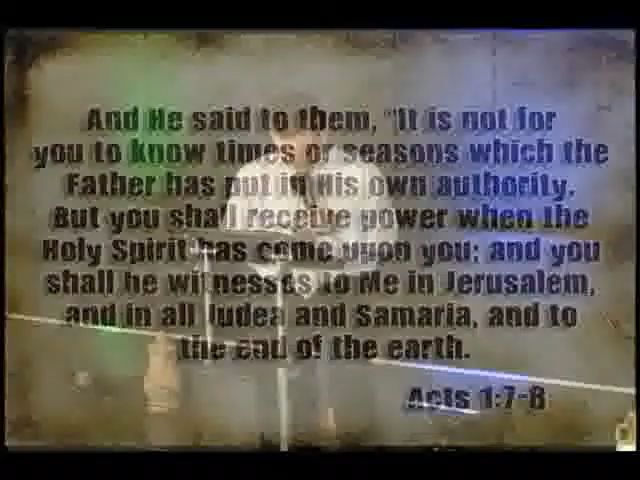 And He said to them, "It is not for
you to know times or seasons which the
Father has put in His own authority.
But you shall receive power when the
Holy Spirit has come upon you; and you
shall be witnesses to Me in Jerusalem,
and in all Judea and Samaria, and to
the end of the earth.
Acts 1:7-8